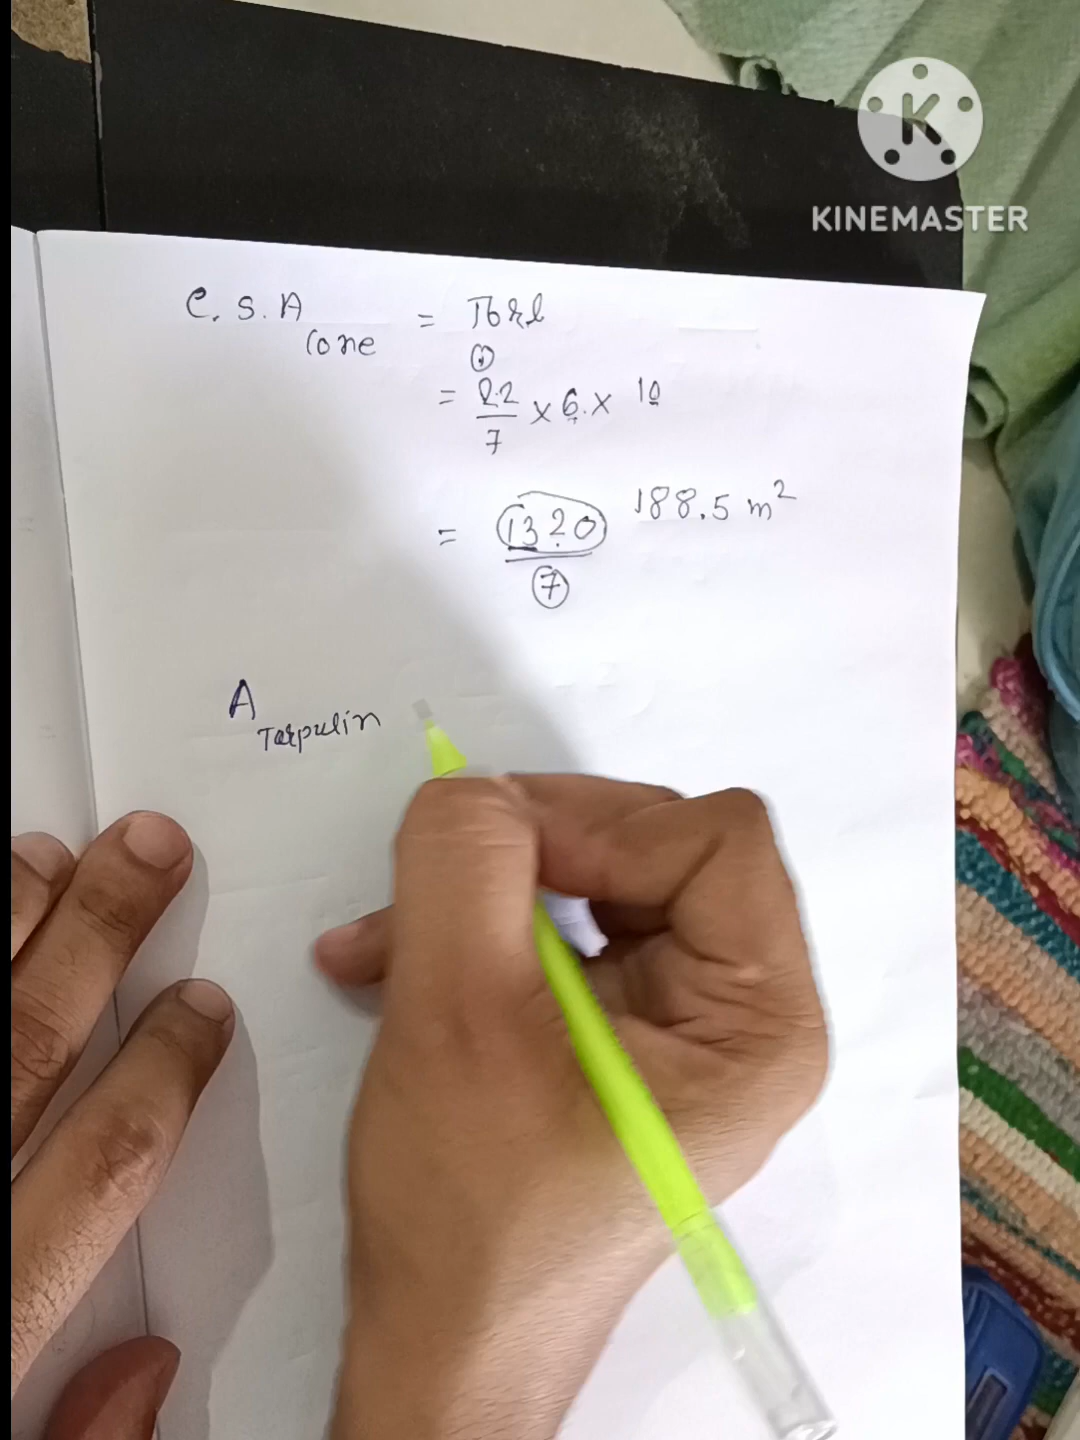 K
KINEMASTER
C. S. A cone = πrl
= 22/7 × 6 × 10
= 1320/7 188.5 m²
A Tarpulin